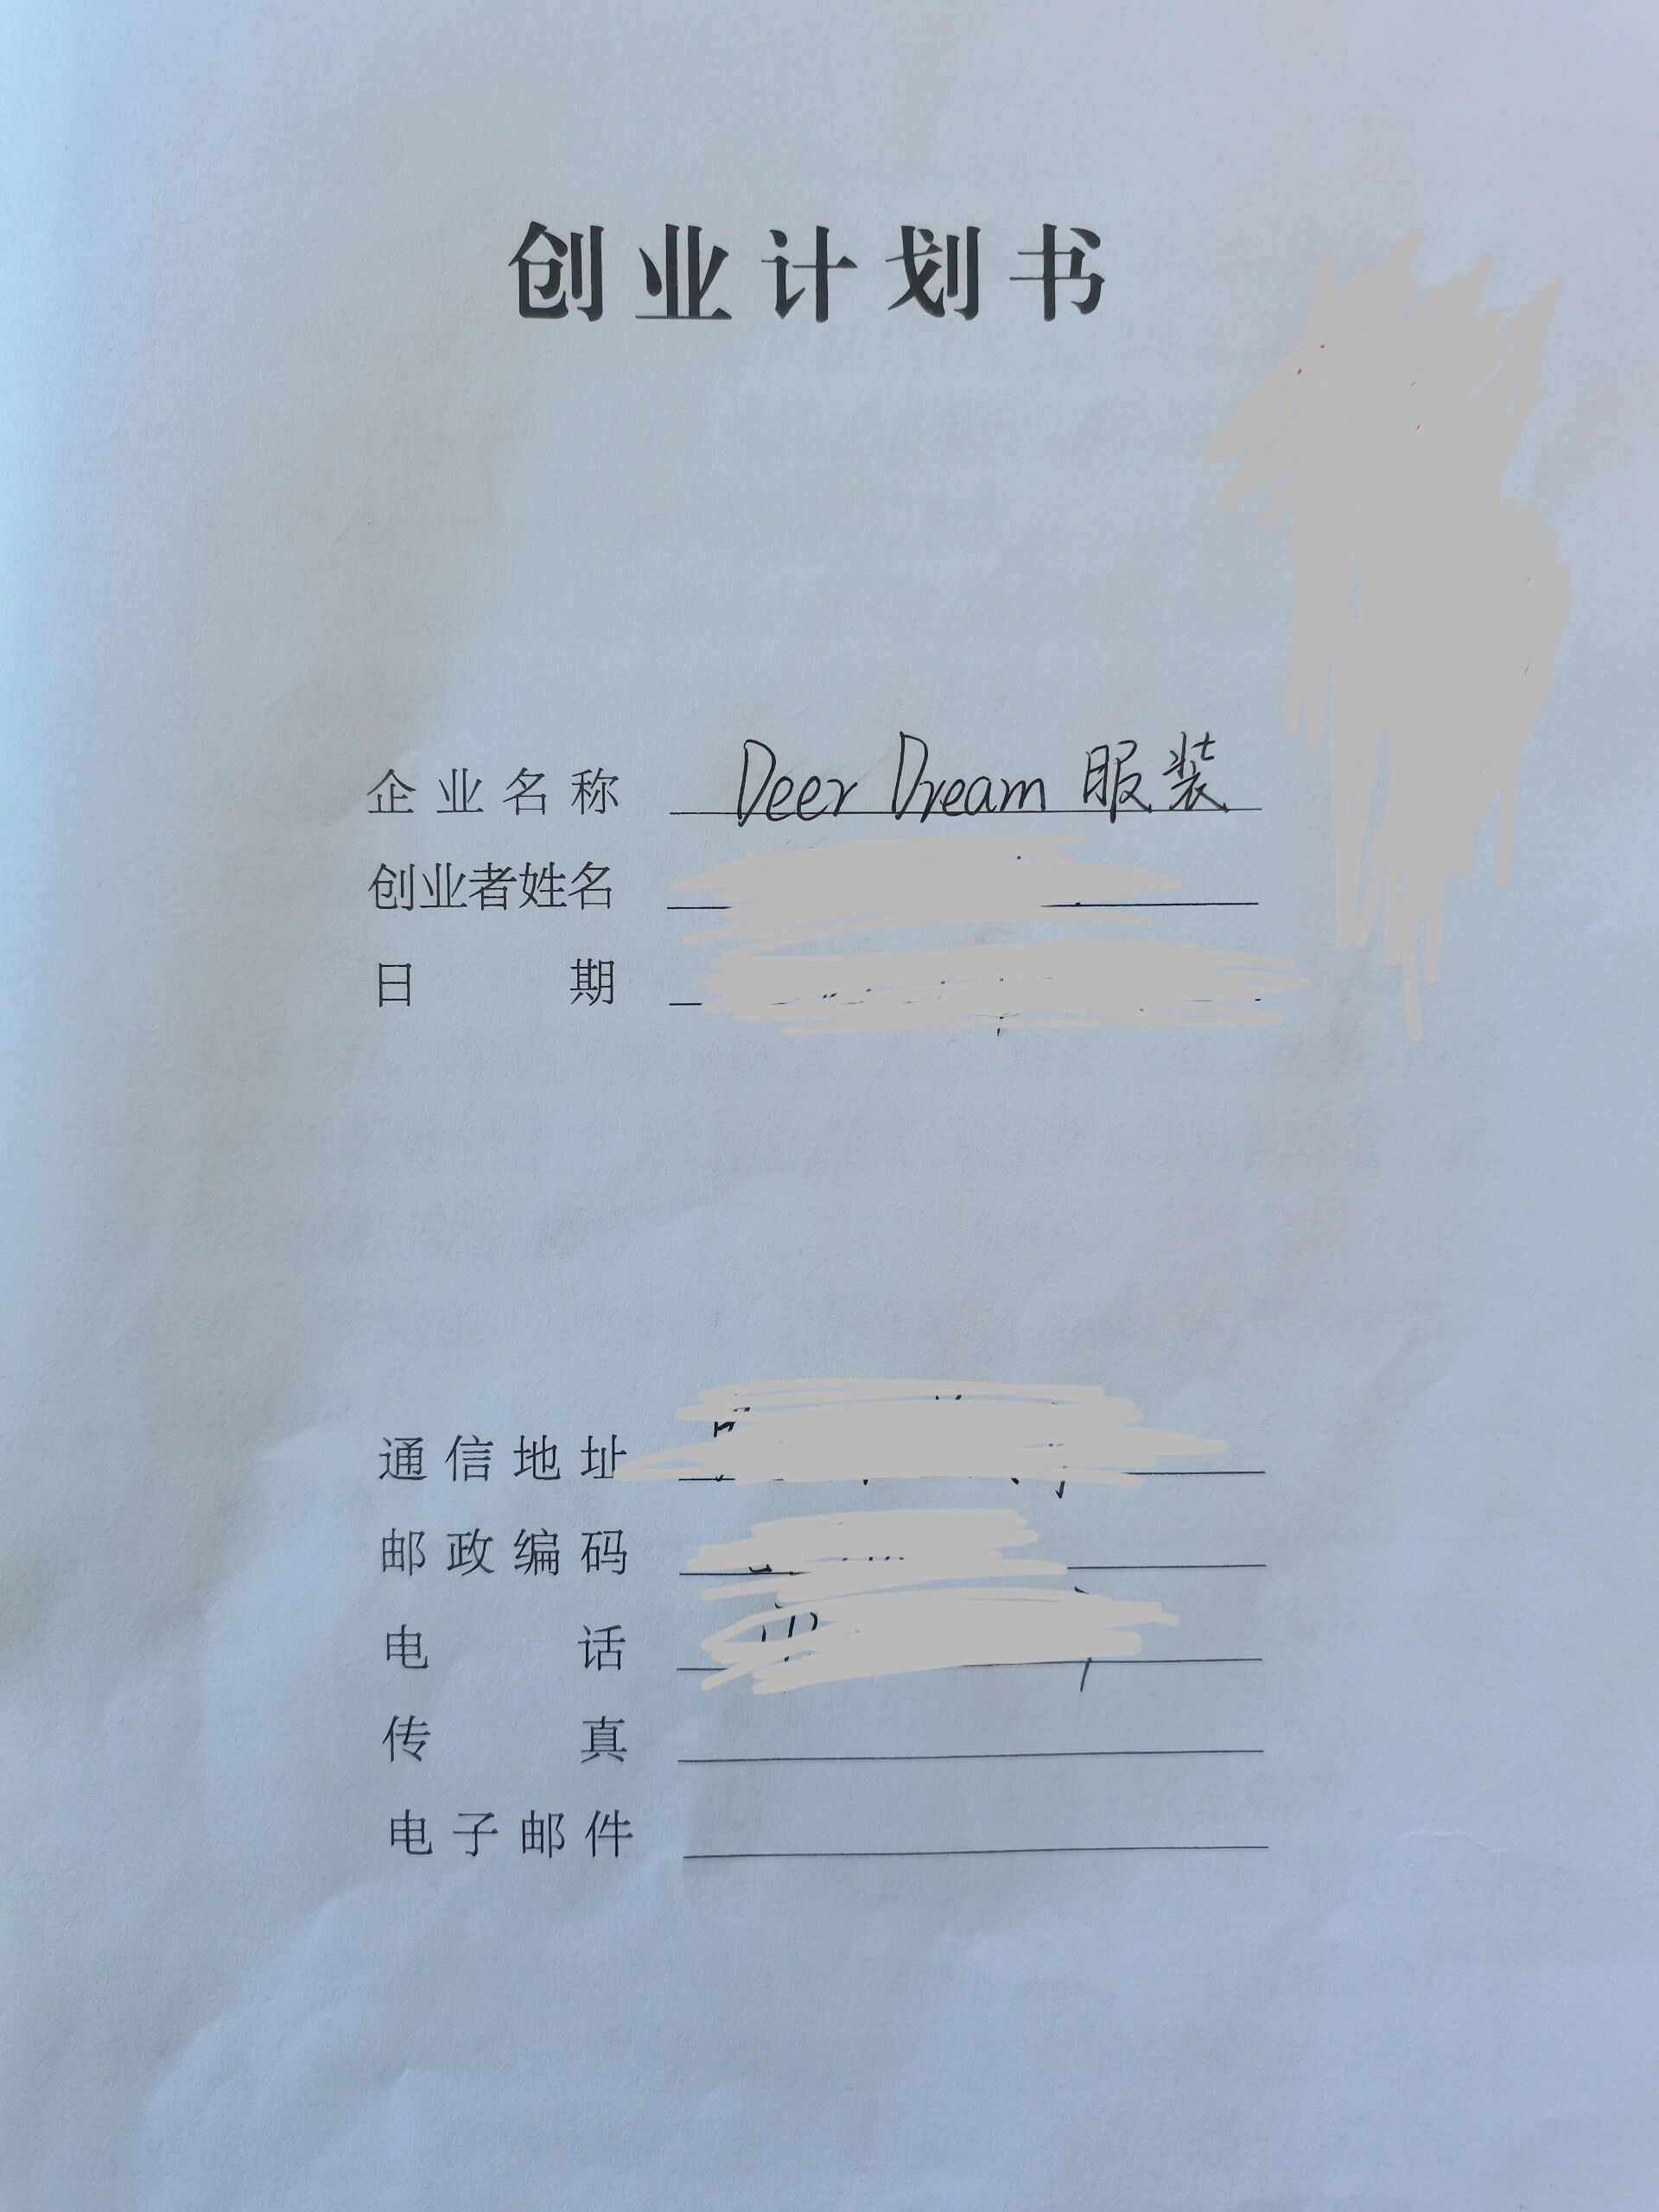 创业计划书
企业名称 Deer Dream 服装
创业者姓名
日期
通信地址
邮政编码
电话
传真
电子邮件